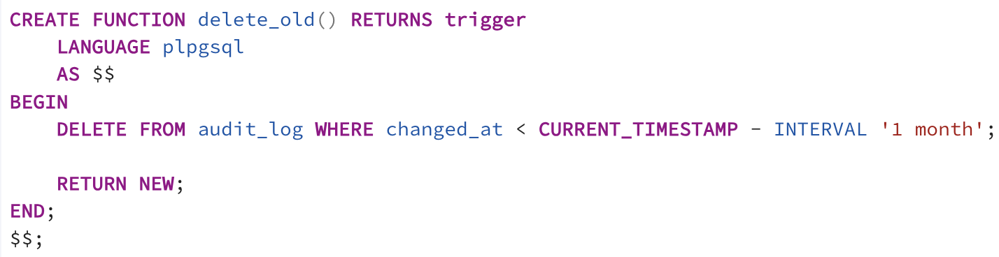 CREATE FUNCTION delete_old() RETURNS trigger
    LANGUAGE plpgsql
    AS $$
BEGIN
    DELETE FROM audit_log WHERE changed_at < CURRENT_TIMESTAMP - INTERVAL '1 month';

    RETURN NEW;
END;
$$;